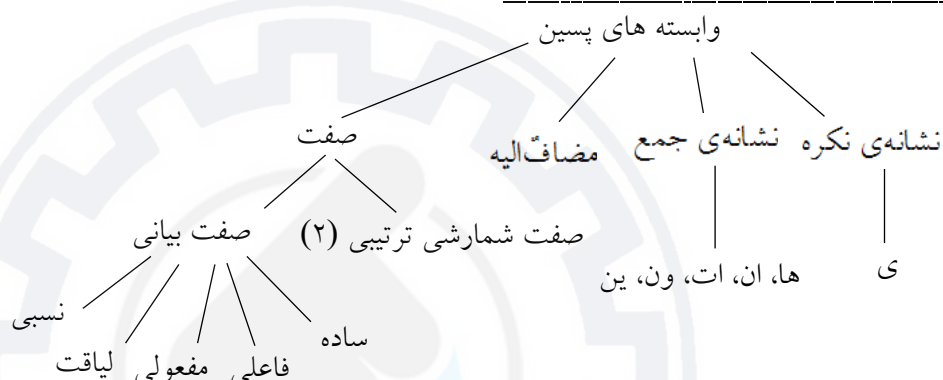 وابسته های پسین
نشانه‌ی نکره
نشانه‌ی جمع
مضافٌ‌الیه
صفت
ی
ها، ان، ات، ون، ین
صفت شمارشی ترتیبی (۲)
صفت بیانی
ساده
فاعلی
مفعولی
لیاقت
نسبی